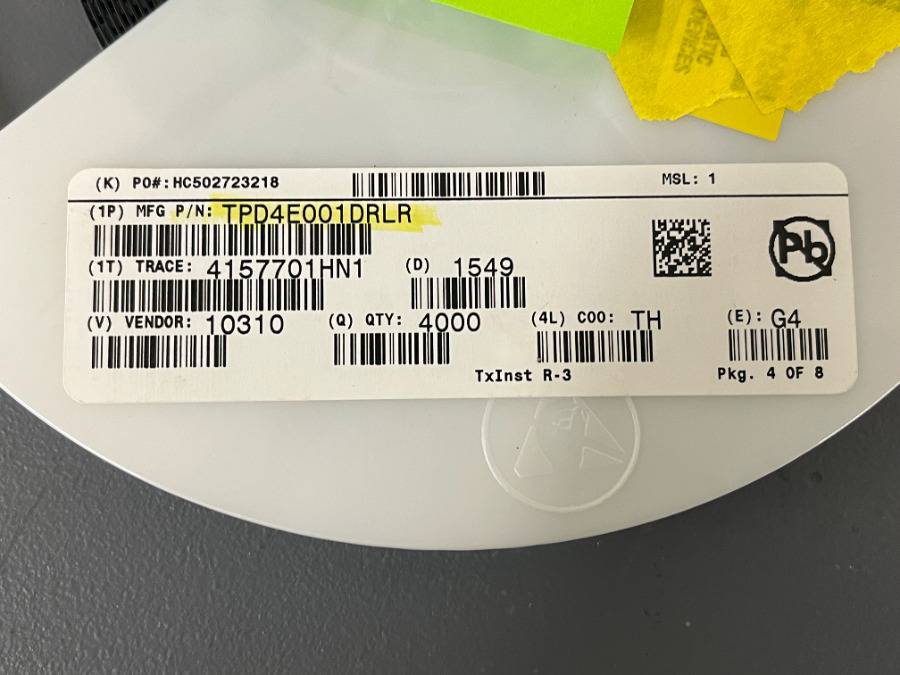 (K) PO#:HC502723218 MSL: 1
(1P) MFG P/N: TPD4E001DRLR
Pb
(1T) TRACE: 4157701HN1 (D) 1549
(V) VENDOR: 10310 (Q) QTY: 4000 (4L) COO: TH (E): G4
TxInst R-3 Pkg. 4 OF 8